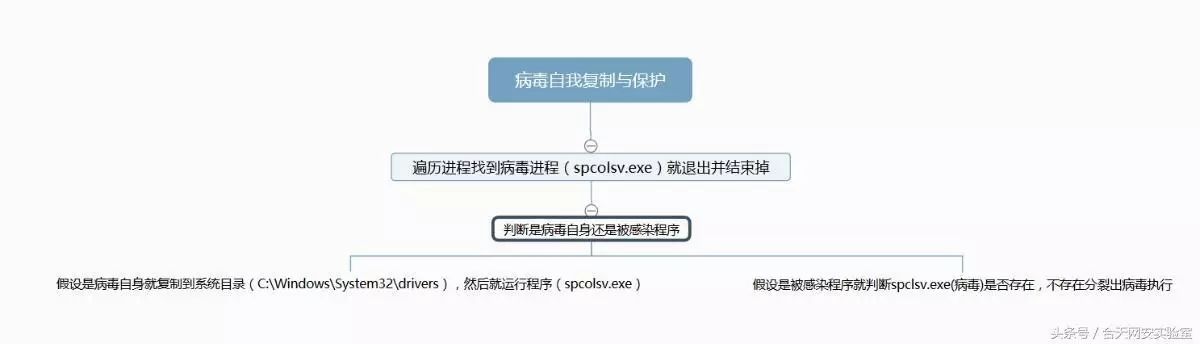 病毒自我复制与保护
遍历进程找到病毒进程（spcolsv.exe）就退出并结束掉
判断是病毒自身还是被感染程序
假设是病毒自身就复制到系统目录（C:\Windows\System32\drivers），然后就运行程序（spcolsv.exe）
假设是被感染程序就判断spclsv.exe(病毒)是否存在，不存在分裂出病毒执行
头条号 / 合天网安实验室